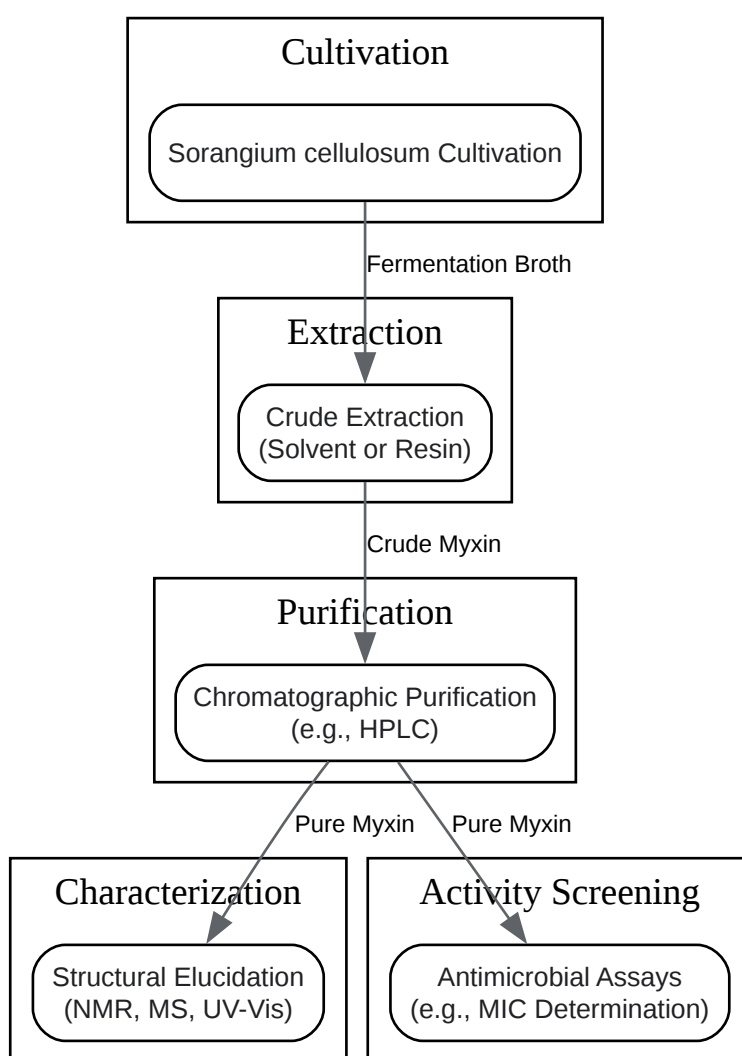 Cultivation
Sorangium cellulosum Cultivation
Fermentation Broth
Extraction
Crude Extraction
(Solvent or Resin)
Crude Myxin
Purification
Chromatographic Purification
(e.g., HPLC)
Pure Myxin
Pure Myxin
Characterization
Structural Elucidation
(NMR, MS, UV-Vis)
Activity Screening
Antimicrobial Assays
(e.g., MIC Determination)